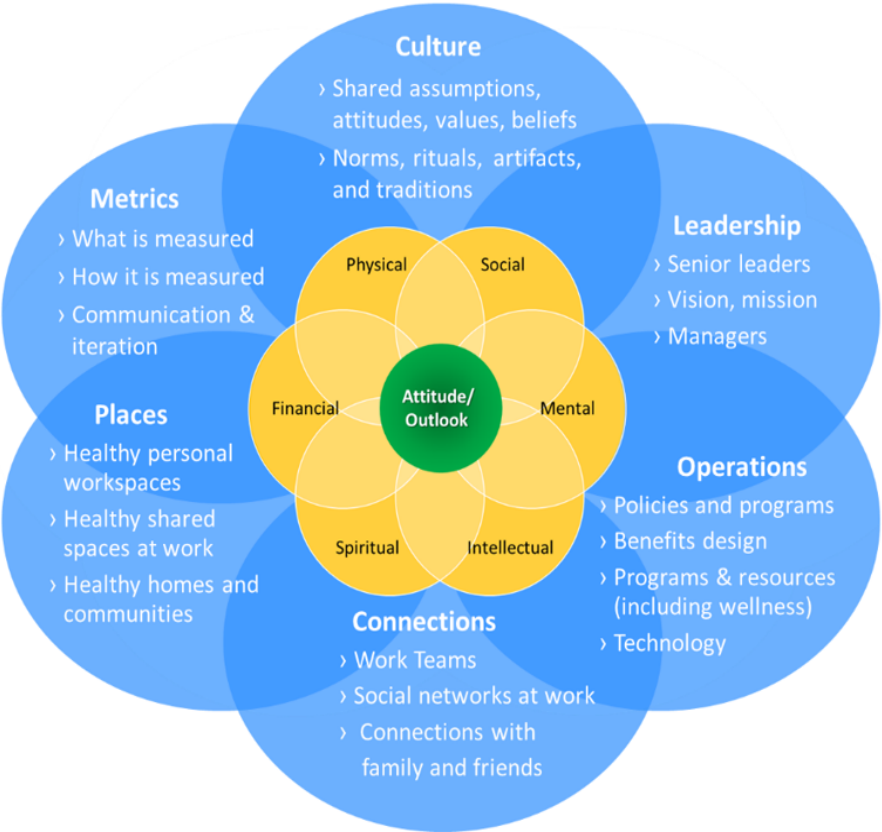 Culture
› Shared assumptions,
attitudes, values, beliefs
› Norms, rituals, artifacts,
and traditions
Metrics
› What is measured
› How it is measured
› Communication &
iteration
Leadership
› Senior leaders
› Vision, mission
› Managers
Physical
Social
Financial
Attitude/
Outlook
Mental
Spiritual
Intellectual
Places
› Healthy personal
workspaces
› Healthy shared
spaces at work
› Healthy homes and
communities
Operations
› Policies and programs
› Benefits design
› Programs & resources
(including wellness)
› Technology
Connections
› Work Teams
› Social networks at work
› Connections with
family and friends